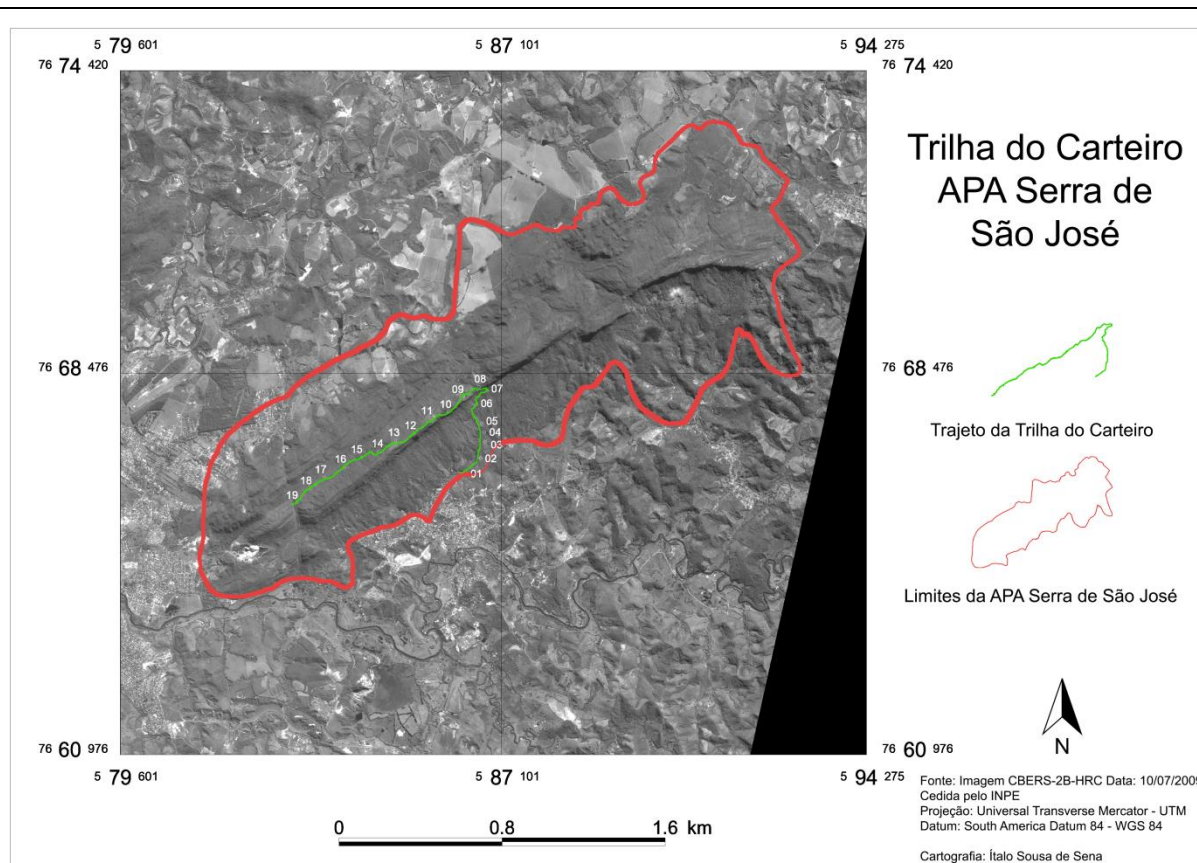 5 79 601
5 87 101
5 94 275
76 74 420
76 74 420
Trilha do Carteiro
APA Serra de
São José
76 68 476
76 68 476
08
09
07
10
06
11
05
12
04
13
03
14
15
02
16
01
17
18
19
Trajeto da Trilha do Carteiro
Limites da APA Serra de São José
N
76 60 976
76 60 976
5 79 601
5 87 101
5 94 275
0
0.8
1.6 km
Fonte: Imagem CBERS-2B-HRC Data: 10/07/2009
Cedida pelo INPE
Projeção: Universal Transverse Mercator - UTM
Datum: South America Datum 84 - WGS 84
Cartografia: Ítalo Sousa de Sena